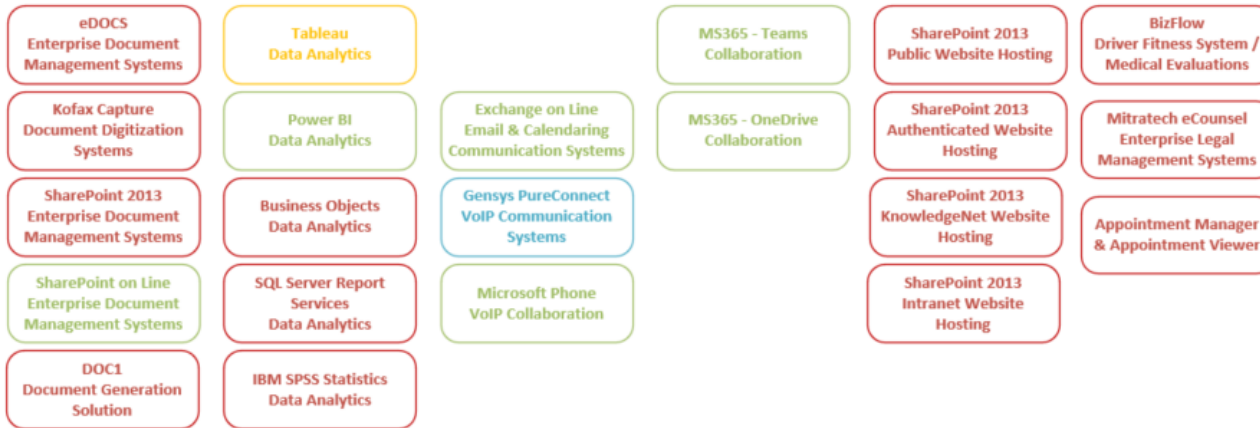 eDOCS
Enterprise Document
Management Systems
Kofax Capture
Document Digitization
Systems
SharePoint 2013
Enterprise Document
Management Systems
SharePoint on Line
Enterprise Document
Management Systems
DOC1
Document Generation
Solution
Tableau
Data Analytics
Power BI
Data Analytics
Business Objects
Data Analytics
SQL Server Report
Services
Data Analytics
IBM SPSS Statistics
Data Analytics
Exchange on Line
Email & Calendaring
Communication Systems
Gensys PureConnect
VoIP Communication
Systems
Microsoft Phone
VoIP Collaboration
MS365 - Teams
Collaboration
MS365 - OneDrive
Collaboration
SharePoint 2013
Public Website Hosting
SharePoint 2013
Authenticated Website
Hosting
SharePoint 2013
KnowledgeNet Website
Hosting
SharePoint 2013
Intranet Website
Hosting
BizFlow
Driver Fitness System /
Medical Evaluations
Mitratech eCounsel
Enterprise Legal
Management Systems
Appointment Manager
& Appointment Viewer